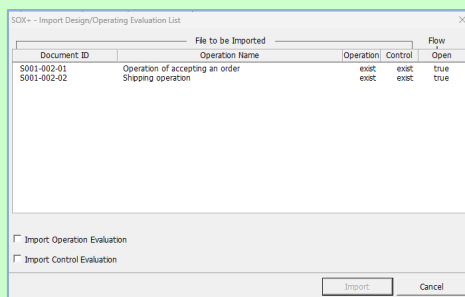 SOX+ - Import Design/Operating Evaluation List
File to be Imported Flow
Document ID Operation Name Operation Control Open
S001-002-01 Operation of accepting an order exist exist true
S001-002-02 Shipping operation exist exist true
Import Operation Evaluation
Import Control Evaluation
Import Cancel